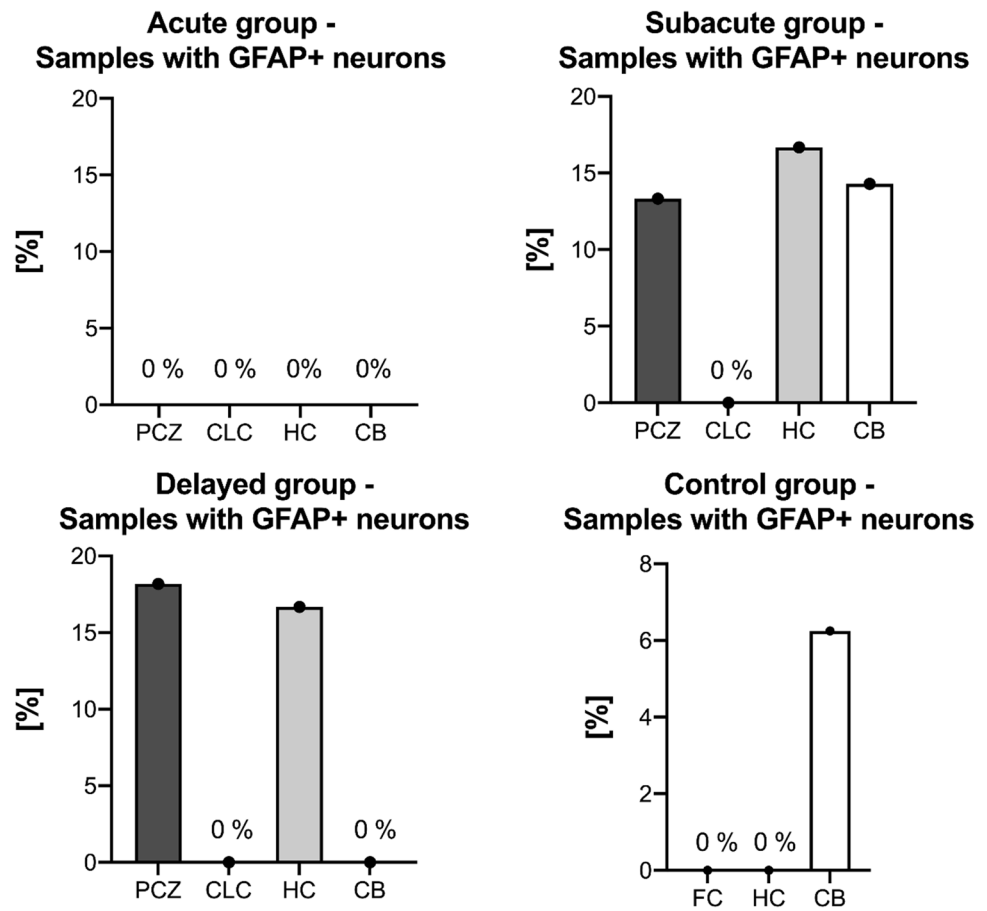 Acute group -
Samples with GFAP+ neurons
20
15
10
5
0
[%]
0 % 0 % 0% 0%
PCZ CLC HC CB
Subacute group -
Samples with GFAP+ neurons
20
15
10
5
0
[%]
0 %
PCZ CLC HC CB
Delayed group -
Samples with GFAP+ neurons
20
15
10
5
0
[%]
0 % 0 %
PCZ CLC HC CB
Control group -
Samples with GFAP+ neurons
8
6
4
2
0
[%]
0 % 0 %
FC HC CB